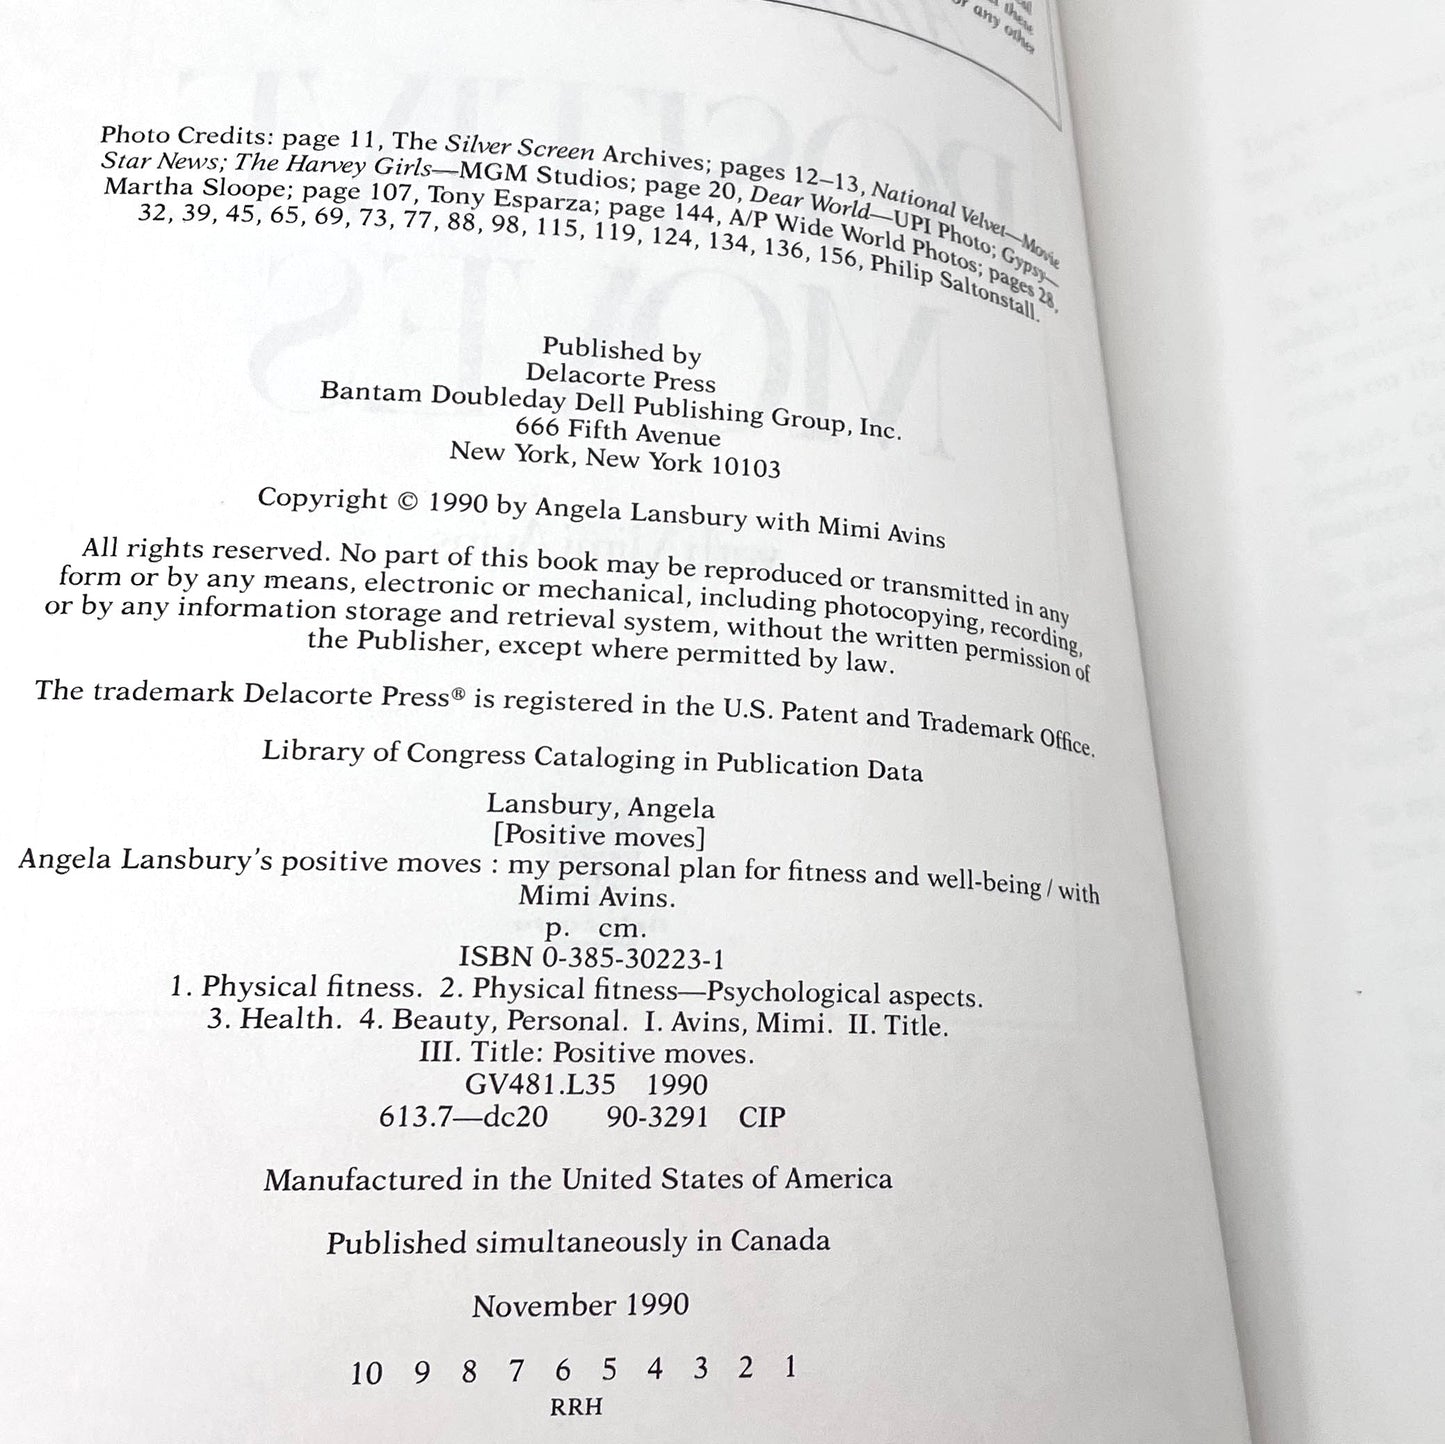 these
or any other
Photo Credits: page 11, The Silver Screen Archives; pages 12–13, National Velvet—Movie
Star News; The Harvey Girls—MGM Studios; page 20, Dear World—UPI Photo; Gypsy—
Martha Sloope; page 107, Tony Esparza; page 144, A/P Wide World Photos; pages 28,
32, 39, 45, 65, 69, 73, 77, 88, 98, 115, 119, 124, 134, 136, 156, Philip Saltonstall.
Published by
Delacorte Press
Bantam Doubleday Dell Publishing Group, Inc.
666 Fifth Avenue
New York, New York 10103
Copyright © 1990 by Angela Lansbury with Mimi Avins
All rights reserved. No part of this book may be reproduced or transmitted in any
form or by any means, electronic or mechanical, including photocopying, recording,
or by any information storage and retrieval system, without the written permission of
the Publisher, except where permitted by law.
The trademark Delacorte Press® is registered in the U.S. Patent and Trademark Office.
Library of Congress Cataloging in Publication Data
Lansbury, Angela
[Positive moves]
Angela Lansbury's positive moves : my personal plan for fitness and well-being / with
Mimi Avins.
p. cm.
ISBN 0-385-30223-1
1. Physical fitness. 2. Physical fitness—Psychological aspects.
3. Health. 4. Beauty, Personal. I. Avins, Mimi. II. Title.
III. Title: Positive moves.
GV481.L35 1990
613.7—dc20 90-3291 CIP
Manufactured in the United States of America
Published simultaneously in Canada
November 1990
10 9 8 7 6 5 4 3 2 1
RRH